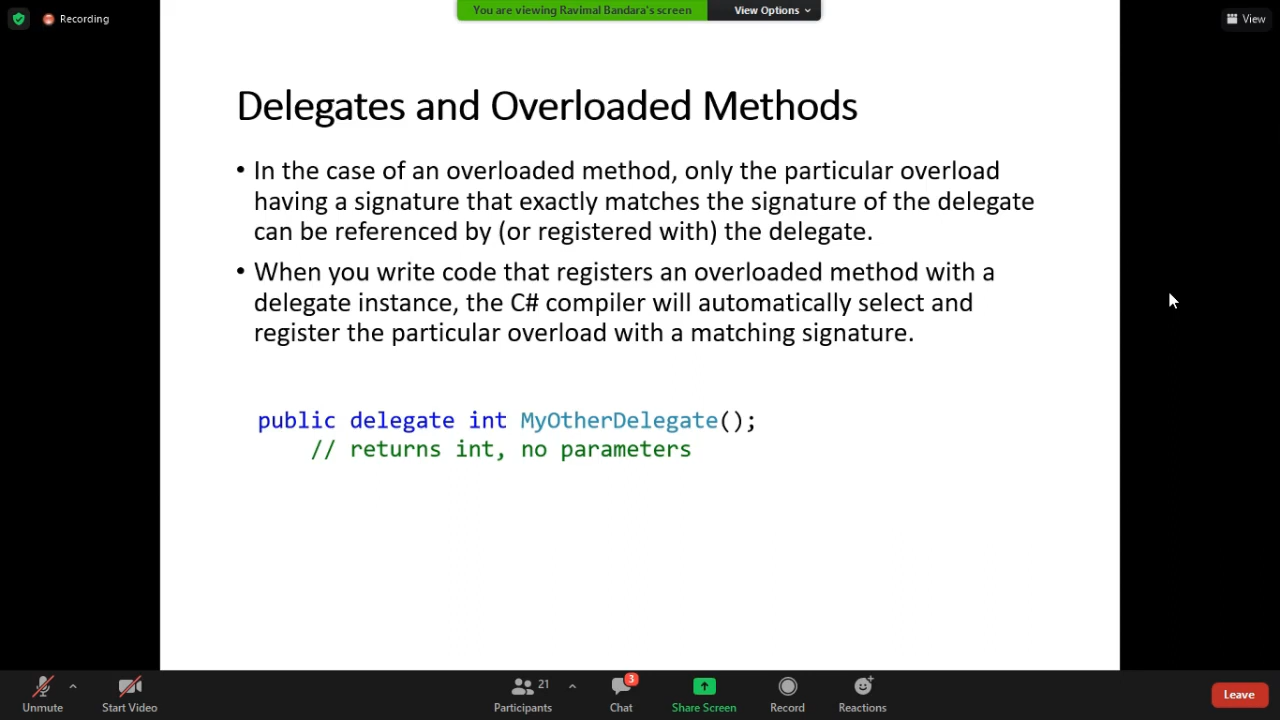 Recording
You are viewing Ravimal Bandara's screen
View Options
View
Delegates and Overloaded Methods
• In the case of an overloaded method, only the particular overload
having a signature that exactly matches the signature of the delegate
can be referenced by (or registered with) the delegate.
• When you write code that registers an overloaded method with a
delegate instance, the C# compiler will automatically select and
register the particular overload with a matching signature.
public delegate int MyOtherDelegate();
// returns int, no parameters
Unmute
Start Video
Participants
21
Chat
3
Share Screen
Record
Reactions
Leave